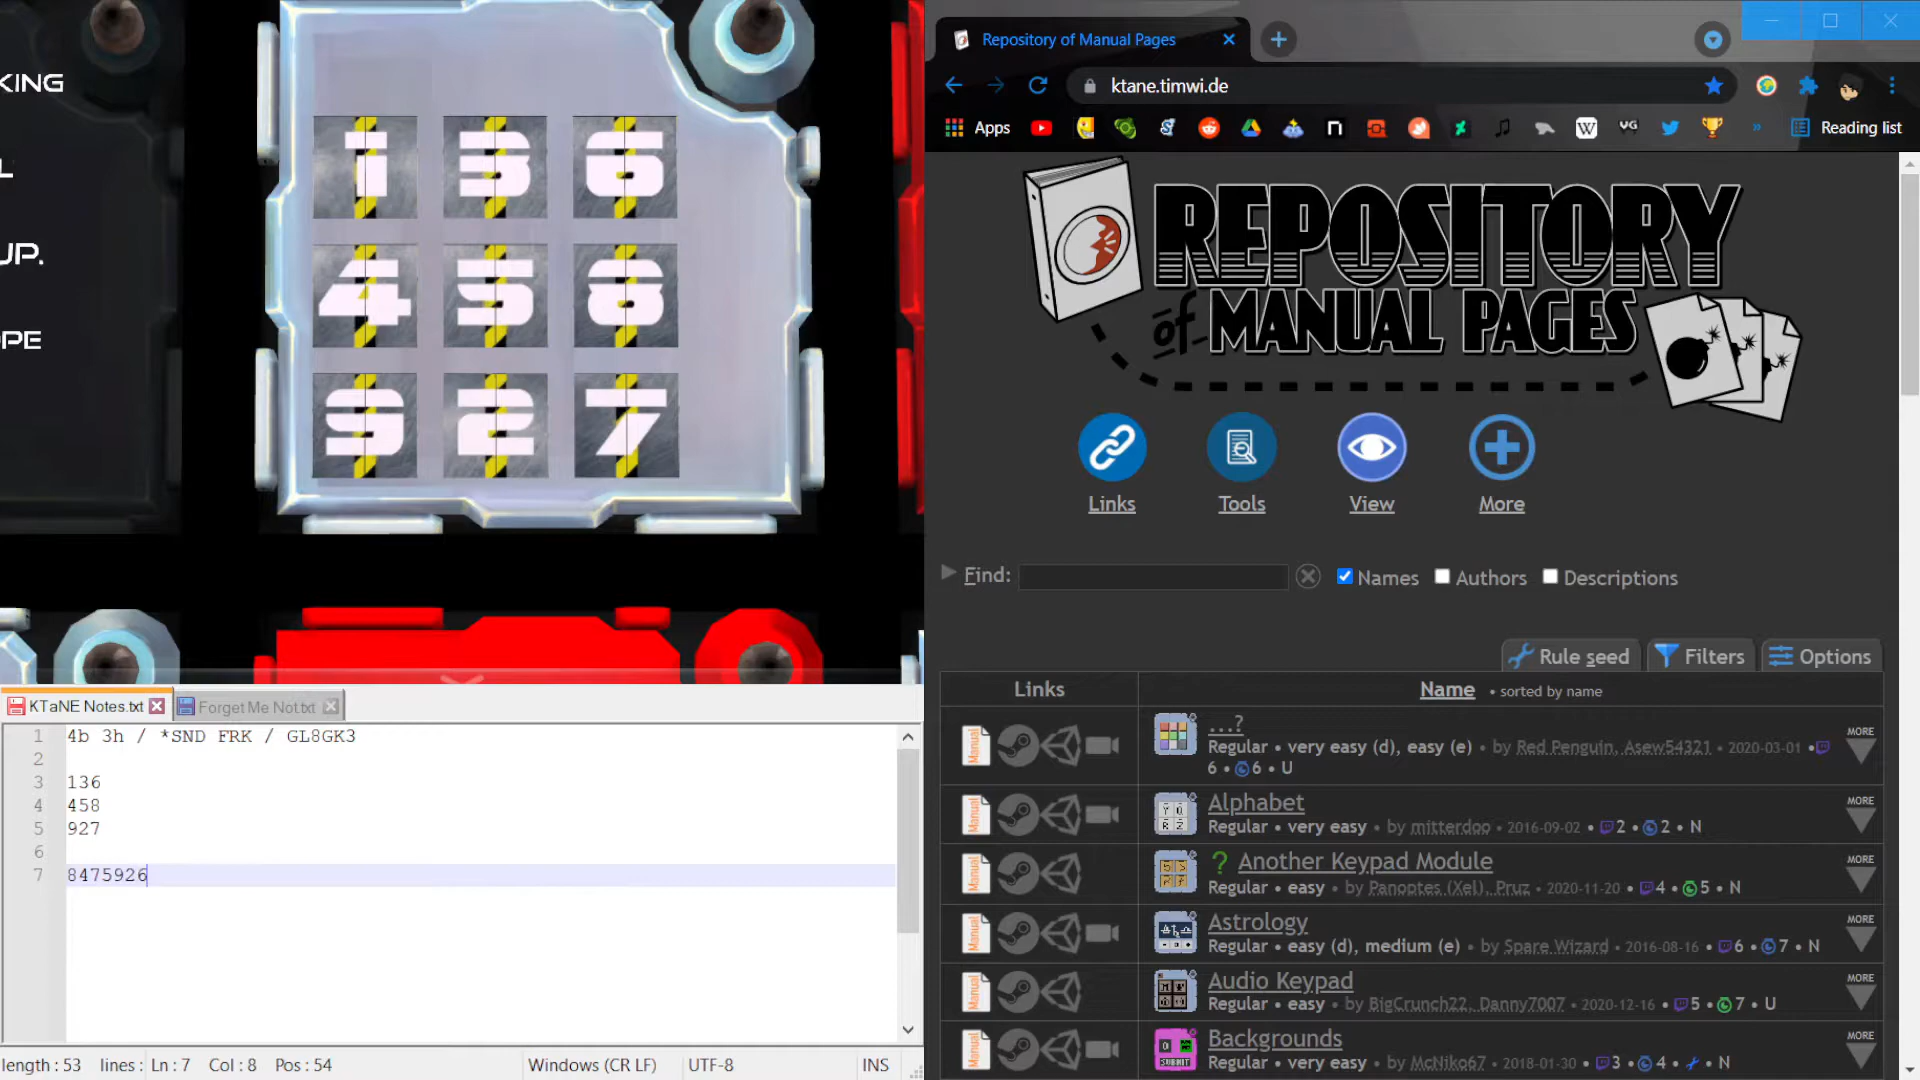 KING
L
UP.
OPE
1 3 6
4 5 8
9 2 7
KTaNE Notes.txt
Forget Me Not.txt
1 4b 3h / *SND FRK / GL8GK3
2
3 136
4 458
5 927
6
7 8475926
length : 53 lines : Ln : 7 Col : 8 Pos : 54 Windows (CR LF) UTF-8 INS
Repository of Manual Pages
ktane.timwi.de
Apps
Reading list
REPOSITORY
of MANUAL PAGES
Links Tools View More
Find: Names Authors Descriptions
Rule seed Filters Options
Links Name • sorted by name
...?
Regular • very easy (d), easy (e) • by Red Penguin, Asew54321 • 2020-03-01 •
6 • 6 • U
MORE
Manual
Alphabet
Regular • very easy • by mitterdoo • 2016-09-02 • 2 • 2 • N
MORE
Manual
? Another Keypad Module
Regular • easy • by Panoptes (Xel), Pruz • 2020-11-20 • 4 • 5 • N
MORE
Manual
Astrology
Regular • easy (d), medium (e) • by Spare Wizard • 2016-08-16 • 6 • 7 • N
MORE
Manual
Audio Keypad
Regular • easy • by BigCrunch22, Danny7007 • 2020-12-16 • 5 • 7 • U
MORE
Manual
Backgrounds
Regular • very easy • by McNiko67 • 2018-01-30 • 3 • 4 • N
MORE
Manual